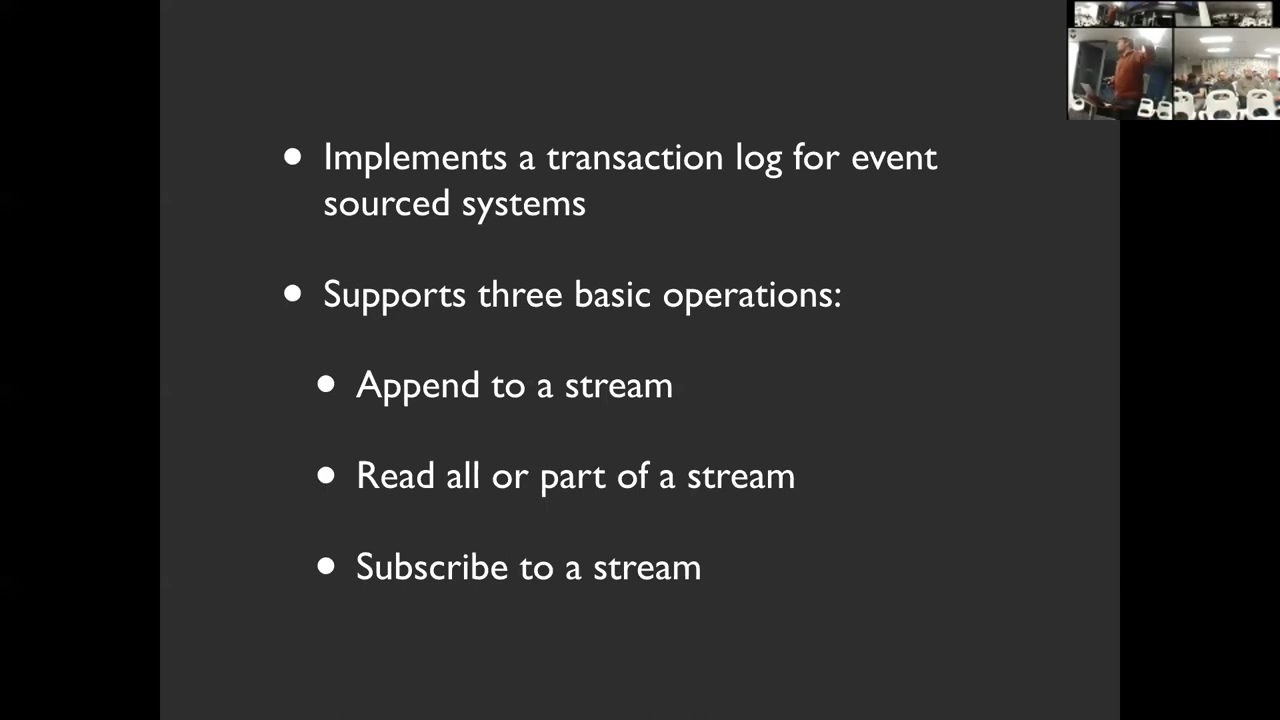 • Implements a transaction log for event
sourced systems
• Supports three basic operations:
• Append to a stream
• Read all or part of a stream
• Subscribe to a stream